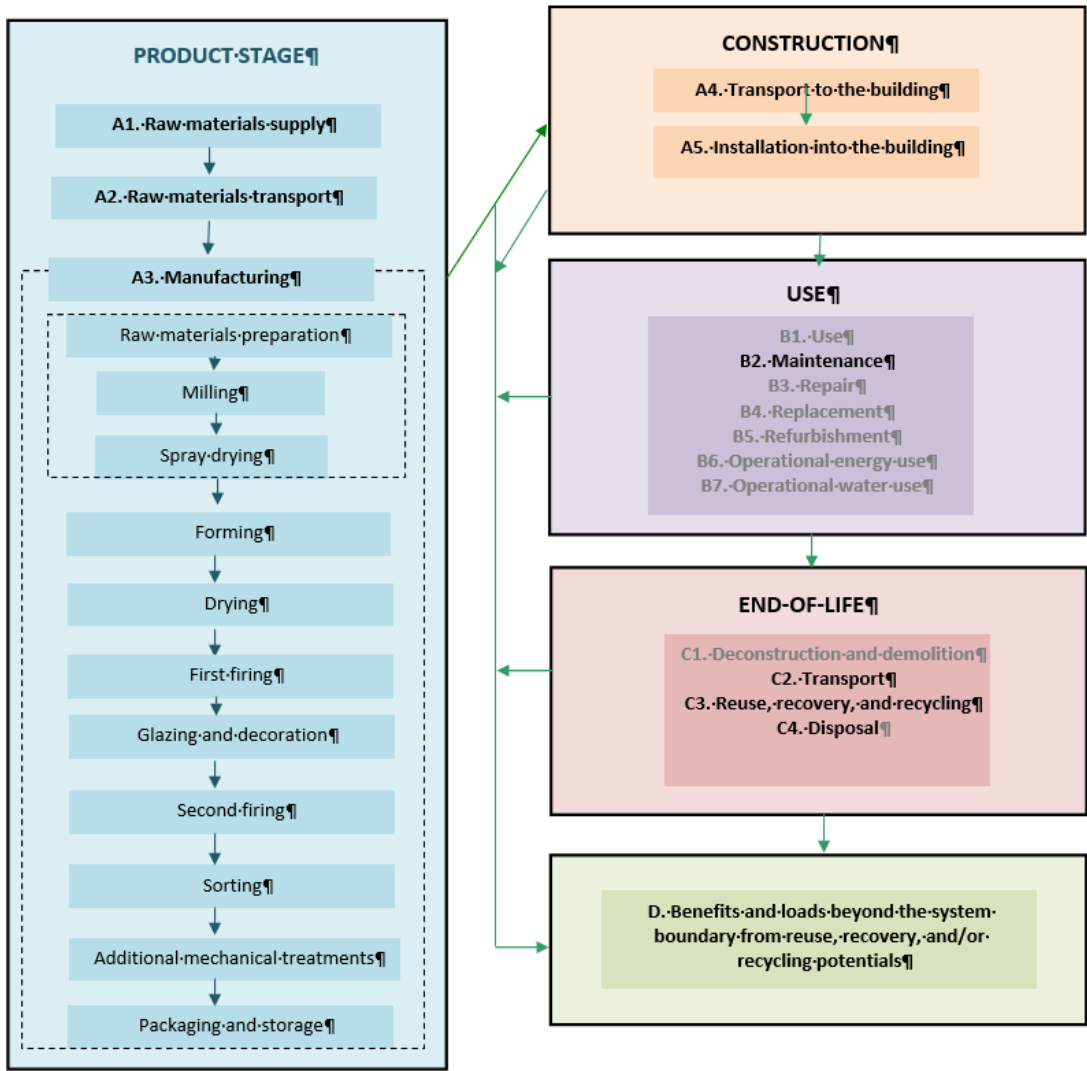 PRODUCT·STAGE¶
A1.·Raw·materials·supply¶
A2.·Raw·materials·transport¶
A3.·Manufacturing¶
Raw·materials·preparation¶
Milling¶
Spray·drying¶
Forming¶
Drying¶
First·firing¶
Glazing·and·decoration¶
Second·firing¶
Sorting¶
Additional·mechanical·treatments¶
Packaging·and·storage¶
CONSTRUCTION¶
A4.·Transport·to·the·building¶
A5.·Installation·into·the·building¶
USE¶
B1.·Use¶
B2.·Maintenance¶
B3.·Repair¶
B4.·Replacement¶
B5.·Refurbishment¶
B6.·Operational·energy·use¶
B7.·Operational·water·use¶
END-OF-LIFE¶
C1.·Deconstruction·and·demolition¶
C2.·Transport¶
C3.·Reuse,·recovery,·and·recycling¶
C4.·Disposal¶
D.·Benefits·and·loads·beyond·the·system·
boundary·from·reuse,·recovery,·and/or·
recycling·potentials¶